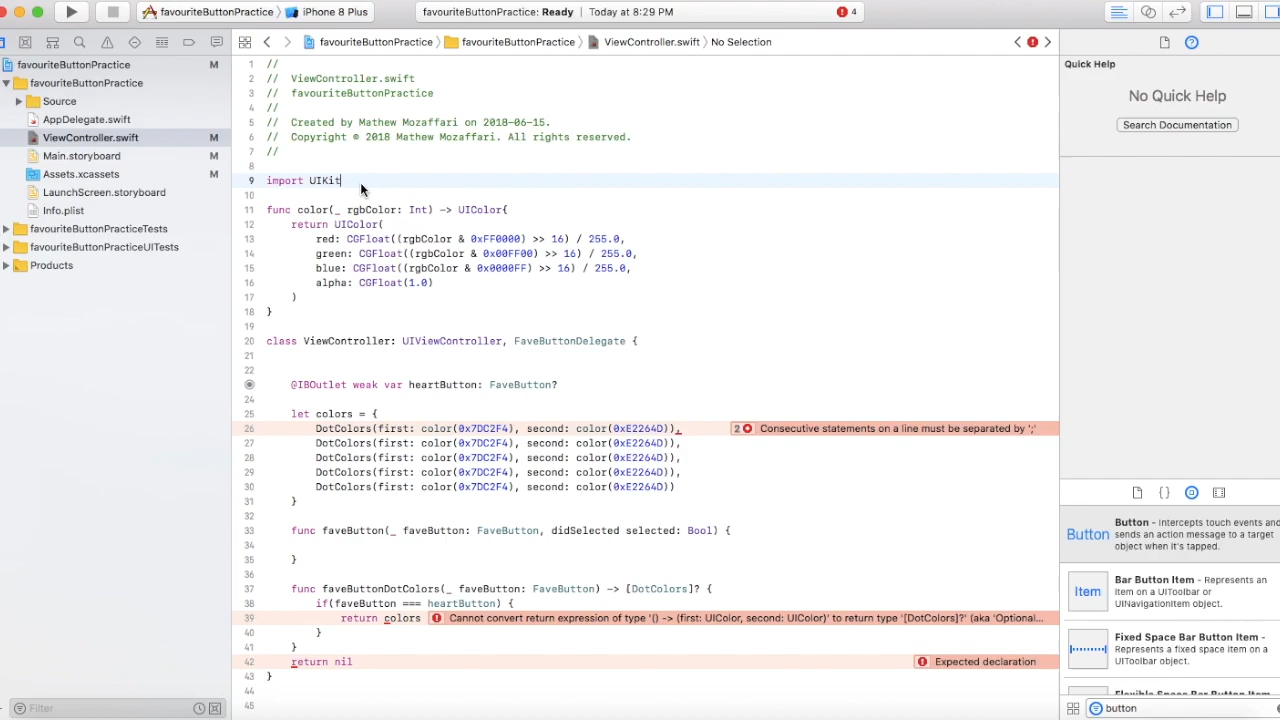 favouriteButtonPractice 〉 iPhone 8 Plus
favouriteButtonPractice: Ready | Today at 8:29 PM
4
favouriteButtonPractice 〉 favouriteButtonPractice 〉 ViewController.swift 〉 No Selection
favouriteButtonPractice M
favouriteButtonPractice
Source
AppDelegate.swift
ViewController.swift M
Main.storyboard M
Assets.xcassets M
LaunchScreen.storyboard
Info.plist
favouriteButtonPracticeTests
favouriteButtonPracticeUITests
Products
Filter
1 //
2 //  ViewController.swift
3 //  favouriteButtonPractice
4 //
5 //  Created by Mathew Mozaffari on 2018-06-15.
6 //  Copyright © 2018 Mathew Mozaffari. All rights reserved.
7 //
8
9 import UIKit
10
11 func color(_ rgbColor: Int) -> UIColor{
12     return UIColor(
13         red: CGFloat((rgbColor & 0xFF0000) >> 16) / 255.0,
14         green: CGFloat((rgbColor & 0x00FF00) >> 16) / 255.0,
15         blue: CGFloat((rgbColor & 0x0000FF) >> 16) / 255.0,
16         alpha: CGFloat(1.0)
17     )
18 }
19
20 class ViewController: UIViewController, FaveButtonDelegate {
21
22
@IBOutlet weak var heartButton: FaveButton?
24
25     let colors = {
26         DotColors(first: color(0x7DC2F4), second: color(0xE2264D)), 2 Consecutive statements on a line must be separated by ';'
27         DotColors(first: color(0x7DC2F4), second: color(0xE2264D)),
28         DotColors(first: color(0x7DC2F4), second: color(0xE2264D)),
29         DotColors(first: color(0x7DC2F4), second: color(0xE2264D)),
30         DotColors(first: color(0x7DC2F4), second: color(0xE2264D))
31     }
32
33     func faveButton(_ faveButton: FaveButton, didSelected selected: Bool) {
34
35     }
36
37     func faveButtonDotColors(_ faveButton: FaveButton) -> [DotColors]? {
38         if(faveButton === heartButton) {
39             return colors Cannot convert return expression of type '() -> (first: UIColor, second: UIColor)' to return type '[DotColors]?' (aka 'Optional...
40         }
41     }
42     return nil Expected declaration
43 }
44
45
Quick Help
No Quick Help
Search Documentation
{ }
Button
Button - Intercepts touch events and
sends an action message to a target
object when it's tapped.
Item
Bar Button Item - Represents an
item on a UIToolbar or
UINavigationItem object.
Fixed Space Bar Button Item -
Represents a fixed space item on a
UIToolbar object.
Flexible Space Bar Button Item
button